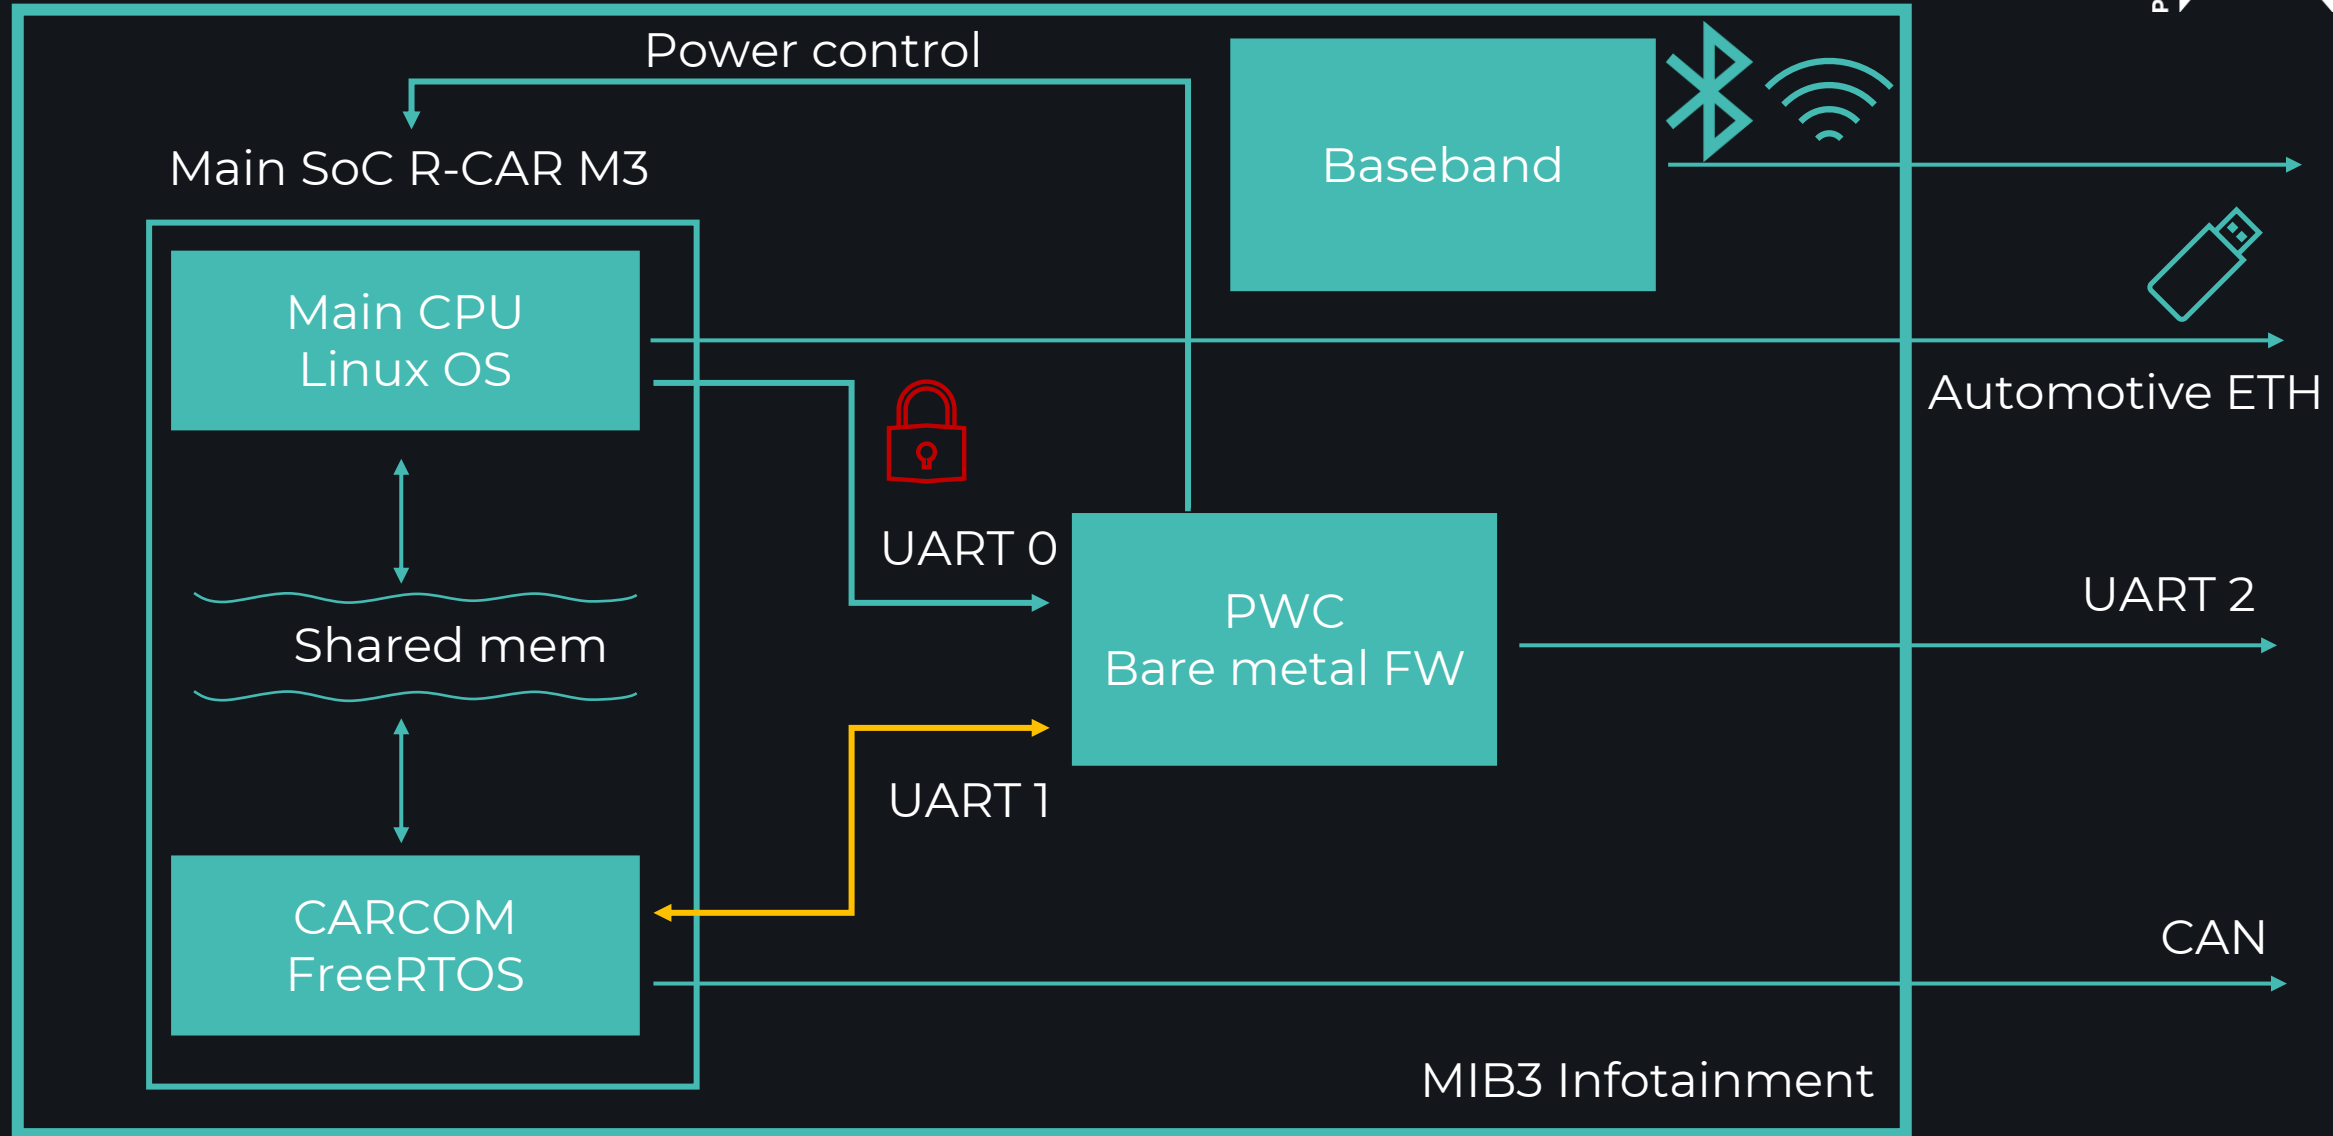 P
Power control
Main SoC R-CAR M3
Baseband
Main CPU
Linux OS
Automotive ETH
UART 0
PWC
Bare metal FW
UART 2
Shared mem
UART 1
CARCOM
FreeRTOS
CAN
MIB3 Infotainment